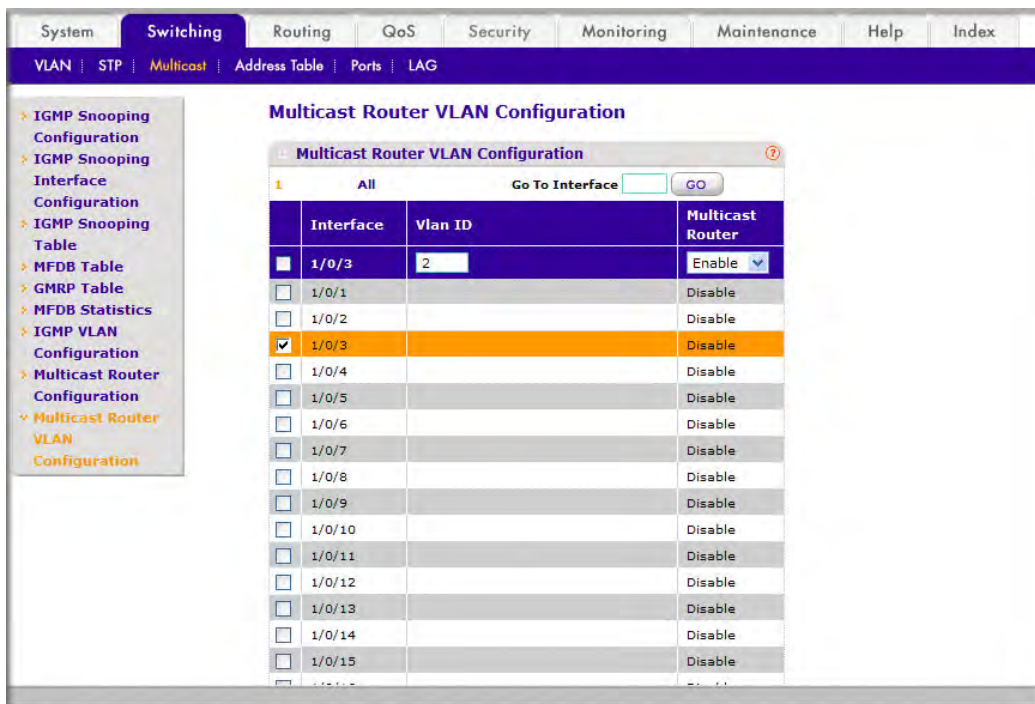 System Switching Routing QoS Security Monitoring Maintenance Help Index
VLAN STP Multicast Address Table Ports LAG
IGMP Snooping
Configuration
IGMP Snooping
Interface
Configuration
IGMP Snooping
Table
MFDB Table
GMRP Table
MFDB Statistics
IGMP VLAN
Configuration
Multicast Router
Configuration
Multicast Router
VLAN
Configuration
Multicast Router VLAN Configuration
Multicast Router VLAN Configuration ?
1 All Go To Interface GO
Interface Vlan ID Multicast
Router
1/0/3 2 Enable
1/0/1 Disable
1/0/2 Disable
1/0/3 Disable
1/0/4 Disable
1/0/5 Disable
1/0/6 Disable
1/0/7 Disable
1/0/8 Disable
1/0/9 Disable
1/0/10 Disable
1/0/11 Disable
1/0/12 Disable
1/0/13 Disable
1/0/14 Disable
1/0/15 Disable